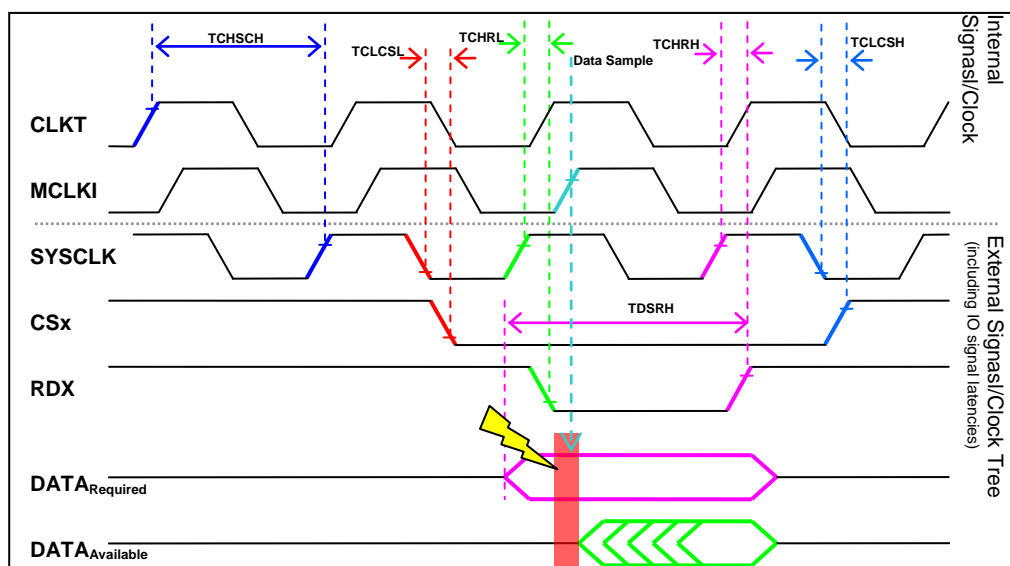 TCHSCH
TCLCSL
TCHRL
Data Sample
TCHRH
TCLCSH
Internal
Signasl/Clock
CLKT
MCLKI
SYSCLK
CSx
TDSRH
RDX
DATARequired
DATAAvailable
External Signasl/Clock Tree
(including IO signal latencies)